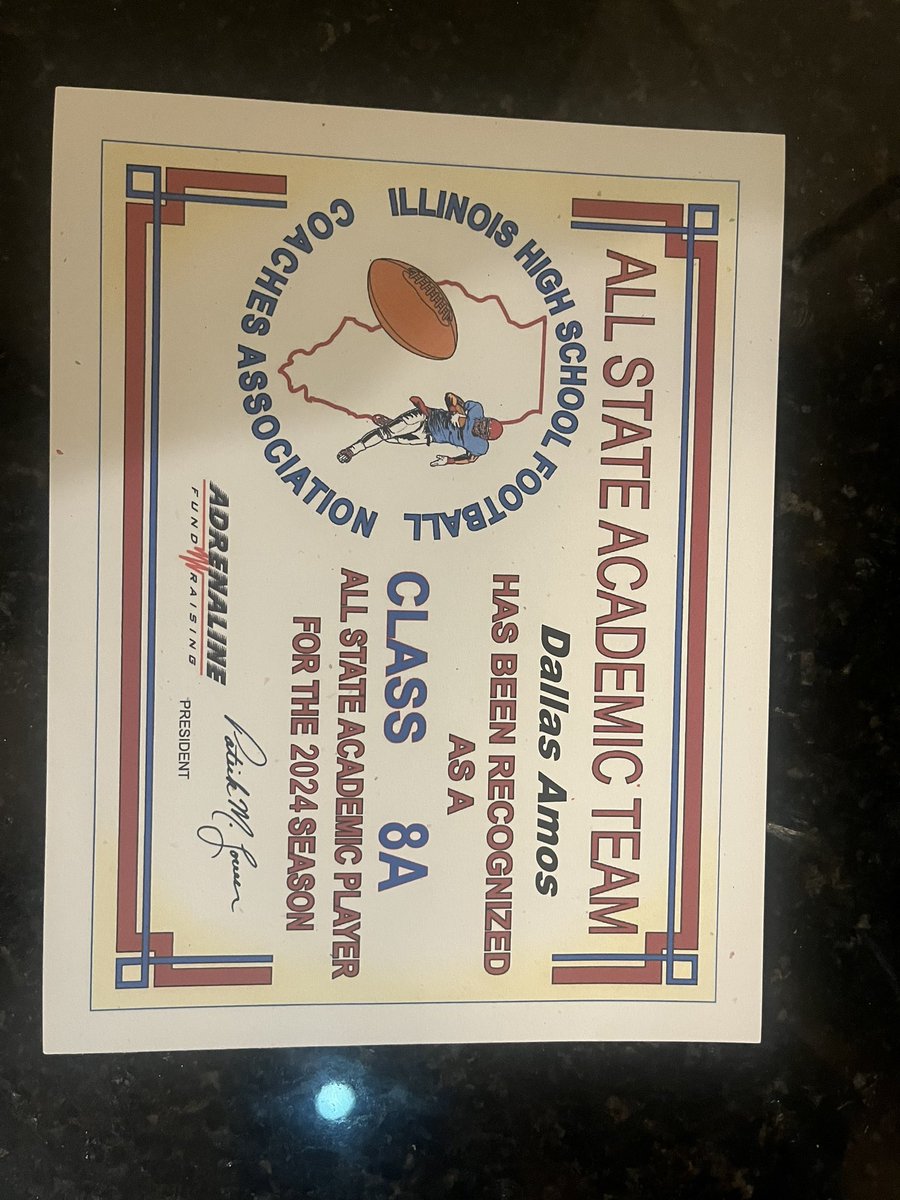 ALL STATE ACADEMIC TEAM
ILLINOIS HIGH SCHOOL FOOTBALL
COACHES ASSOCIATION
Dallas Amos
HAS BEEN RECOGNIZED
AS A
CLASS 8A
ALL STATE ACADEMIC PLAYER
FOR THE 2024 SEASON
ADRENALINE
FUNDRAISING
Patrick M.
PRESIDENT